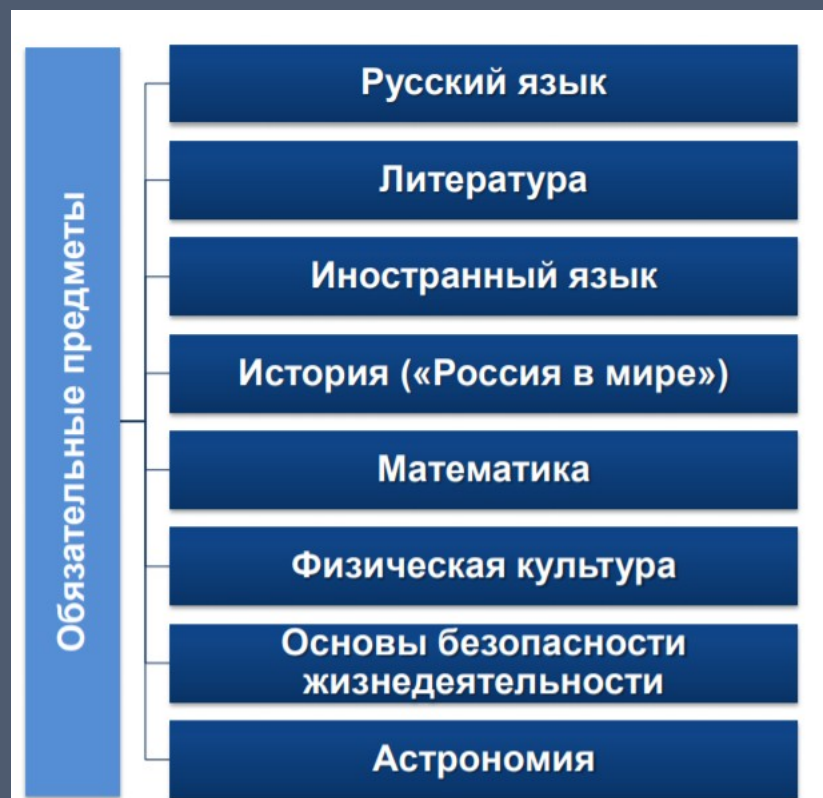 Обязательные предметы
Русский язык
Литература
Иностранный язык
История («Россия в мире»)
Математика
Физическая культура
Основы безопасности
жизнедеятельности
Астрономия